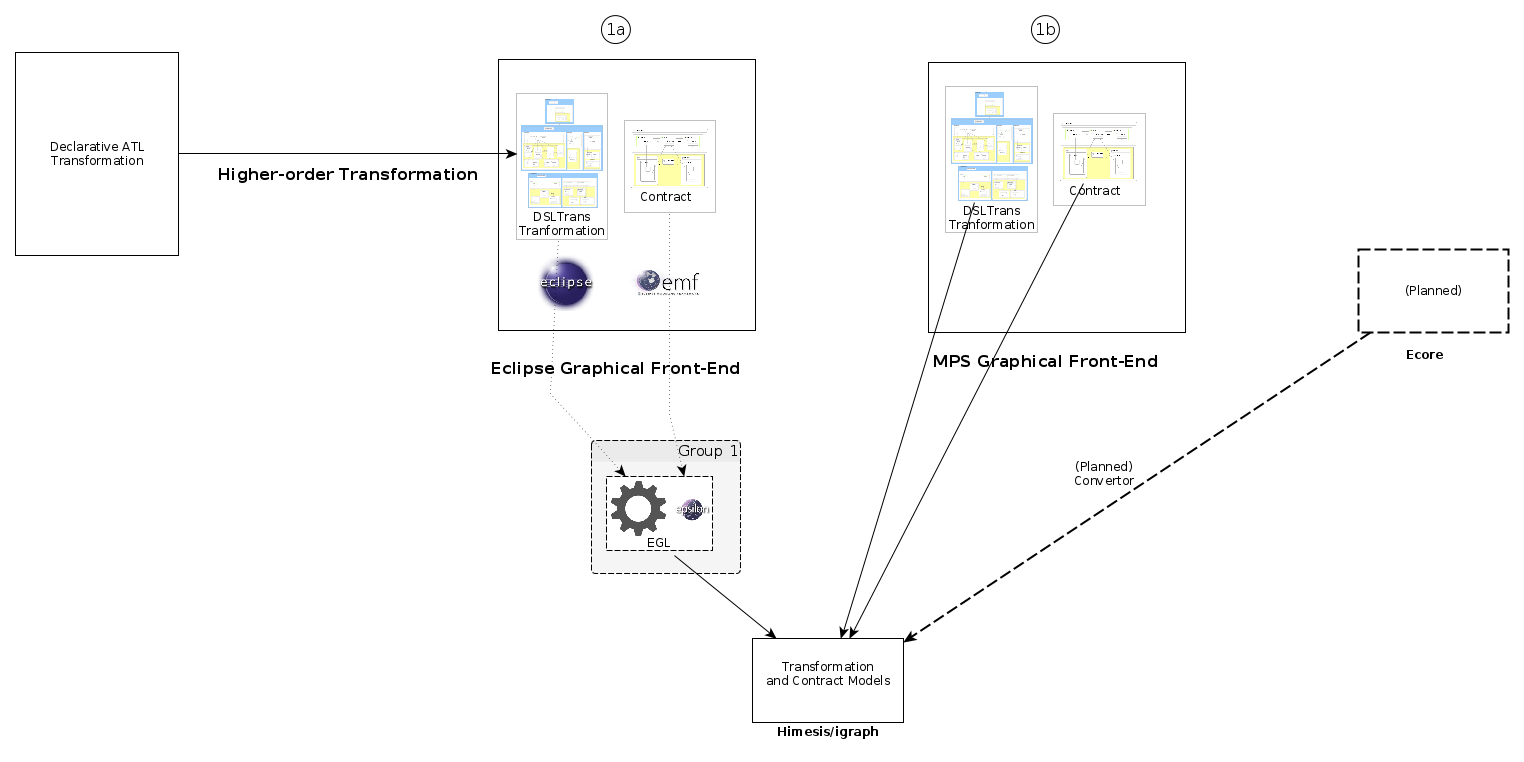 1a
1b
Declarative ATL
Transformation
Higher-order Transformation
DSLTrans
Tranformation
Contract
eclipse
emf
Eclipse Graphical Front-End
DSLTrans
Tranformation
Contract
MPS Graphical Front-End
(Planned)
Ecore
Group 1
epsilon
EGL
(Planned)
Convertor
Transformation
and Contract Models
Himesis/igraph